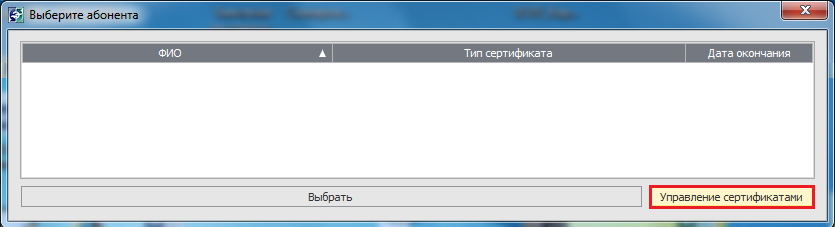 Выберите абонента
ФИО ▲ Тип сертификата Дата окончания
Выбрать Управление сертификатами